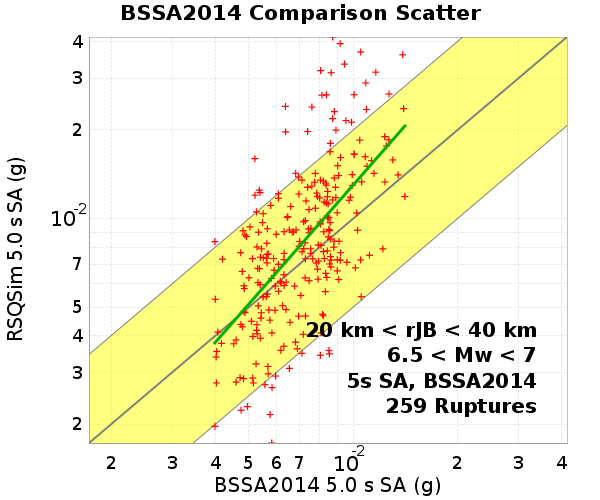 BSSA2014 Comparison Scatter
RSQSim 5.0 s SA (g)
4
3
2
10-2
7
5
4
3
2
20 km < rJB < 40 km
6.5 < Mw < 7
5s SA, BSSA2014
259 Ruptures
2 3 4 5 6 7 10-2 2 3 4
BSSA2014 5.0 s SA (g)